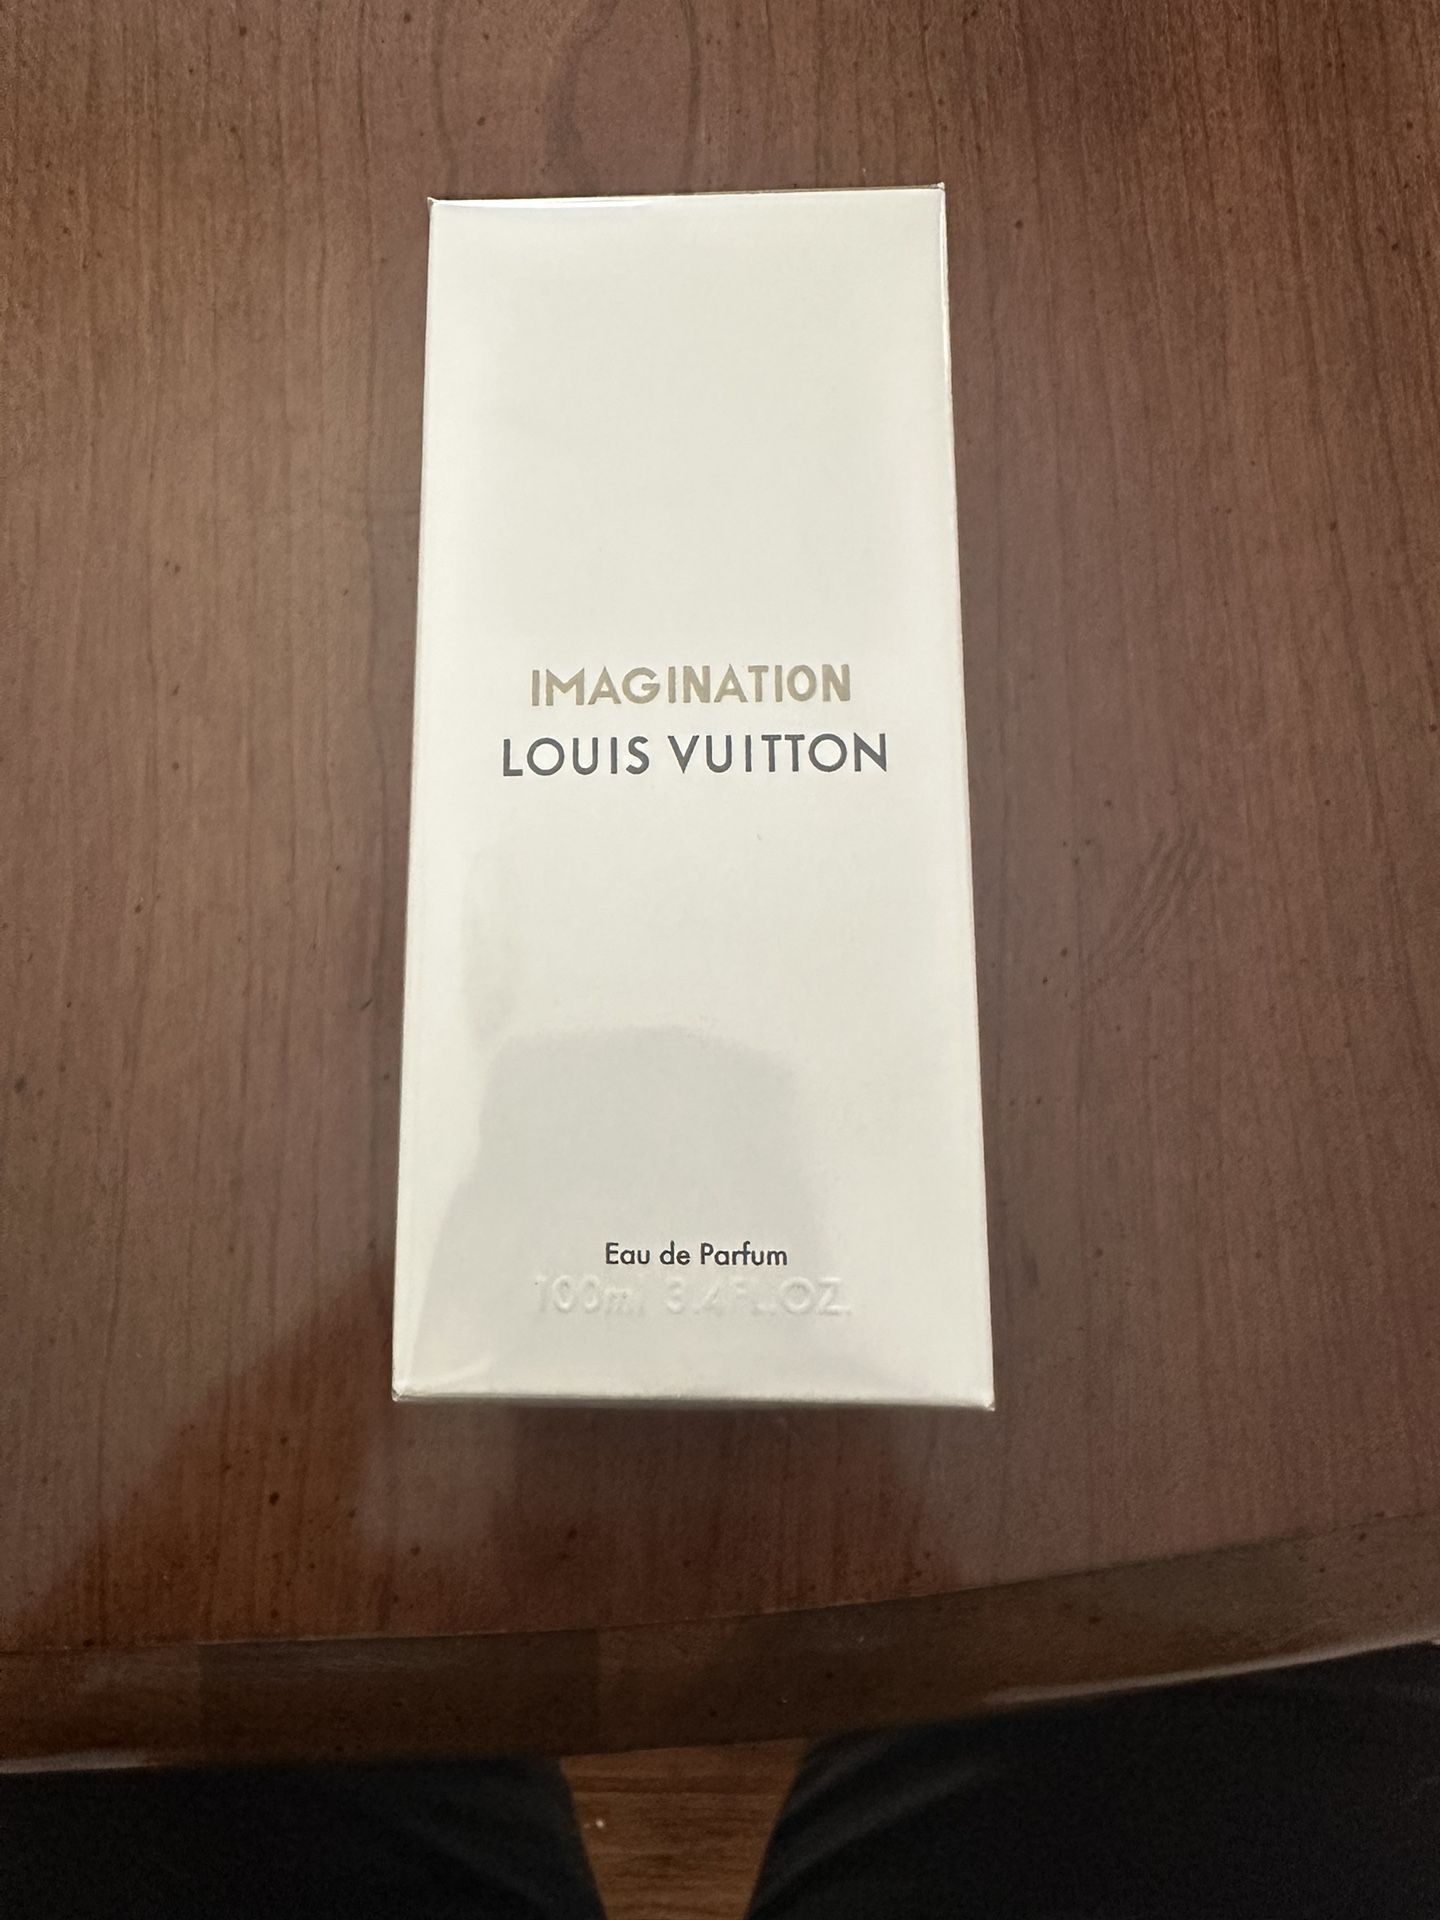 IMAGINATION
LOUIS VUITTON
Eau de Parfum
100ml 3.4FL.OZ.